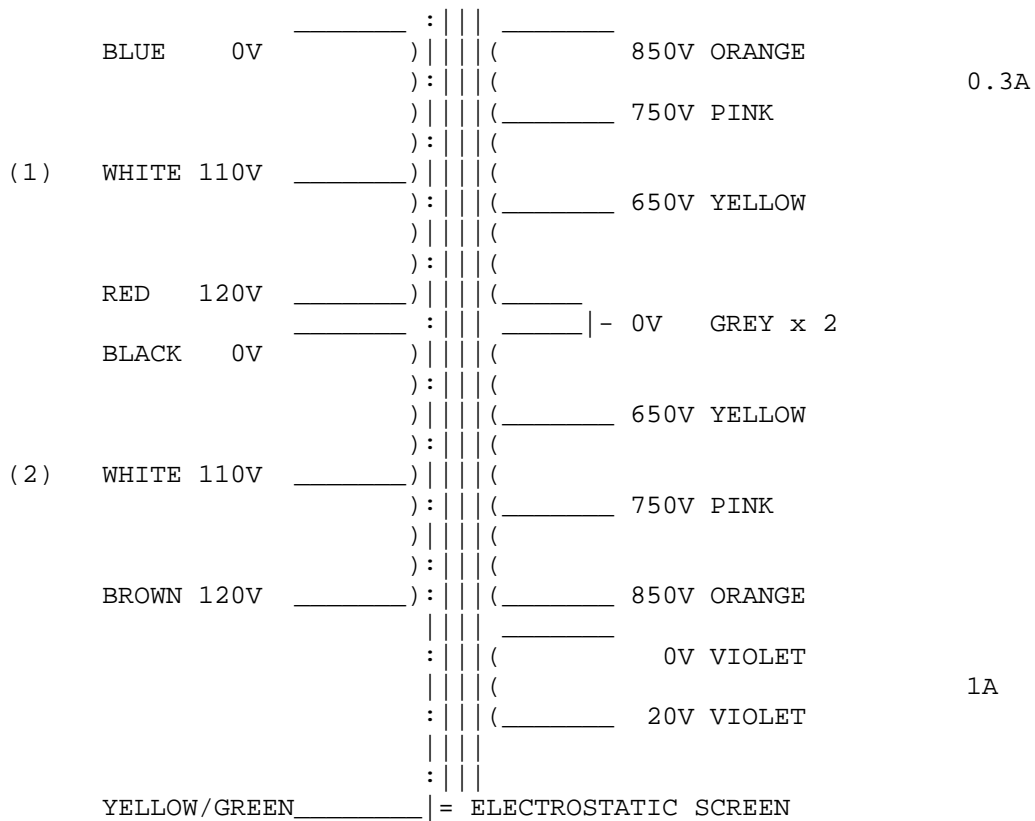 BLUE 0V 850V ORANGE
0.3A
750V PINK
(1) WHITE 110V
650V YELLOW
RED 120V
0V GREY x 2
BLACK 0V
650V YELLOW
(2) WHITE 110V
750V PINK
BROWN 120V 850V ORANGE
0V VIOLET
1A
20V VIOLET
YELLOW/GREEN = ELECTROSTATIC SCREEN